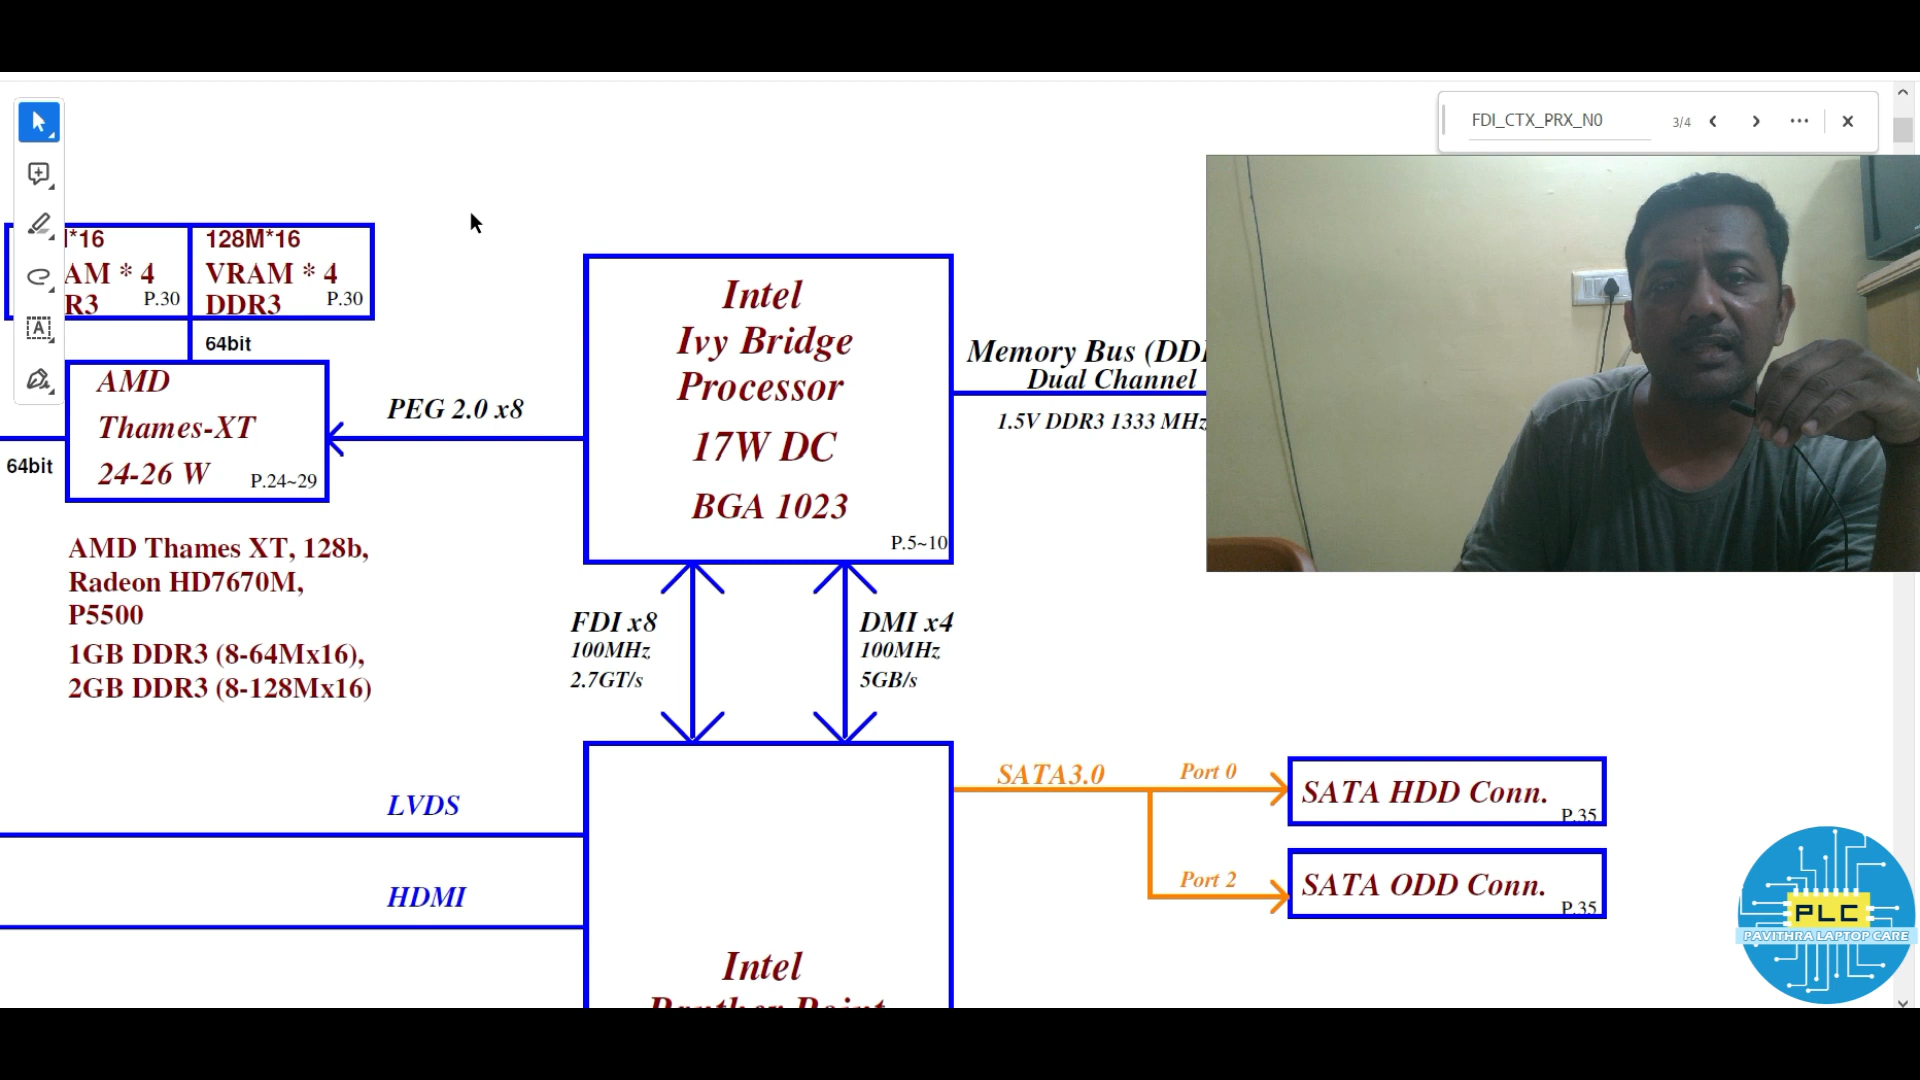 FDI_CTX_PRX_N0
3/4
*16
AM * 4
R3
P.30
128M*16
VRAM * 4
DDR3
P.30
64bit
AMD
Thames-XT
24-26 W
P.24~29
64bit
PEG 2.0 x8
Intel
Ivy Bridge
Processor
17W DC
BGA 1023
P.5~10
Memory Bus (DD
Dual Channel
1.5V DDR3 1333 MHz
AMD Thames XT, 128b,
Radeon HD7670M,
P5500
1GB DDR3 (8-64Mx16),
2GB DDR3 (8-128Mx16)
FDI x8
100MHz
2.7GT/s
DMI x4
100MHz
5GB/s
LVDS
HDMI
SATA3.0
Port 0
SATA HDD Conn.
P.35
Port 2
SATA ODD Conn.
P.35
Intel
PLC
PAVITHRA LAPTOP CARE